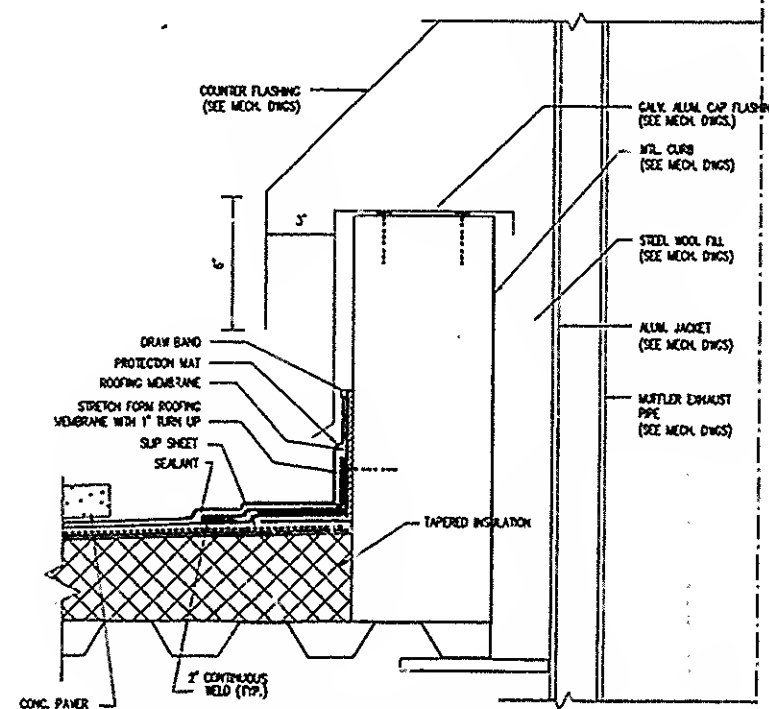 COUNTER FLASHING
(SEE MECH. DWGS)
GALV. ALUM. CAP FLASHING
(SEE MECH. DWGS.)
MTL. CURB
(SEE MECH. DWGS)
3"
6"
STEEL WOOL FILL
(SEE MECH. DWGS)
DRAW BAND
PROTECTION MAT
ROOFING MEMBRANE
STRETCH FORM ROOFING
MEMBRANE WITH 1" TURN UP
SLIP SHEET
SEALANT
ALUM. JACKET
(SEE MECH. DWGS)
MUFFLER EXHAUST
PIPE
(SEE MECH. DWGS)
TAPERED INSULATION
2" CONTINUOUS
WELD (TYP.)
CONC. PAVER